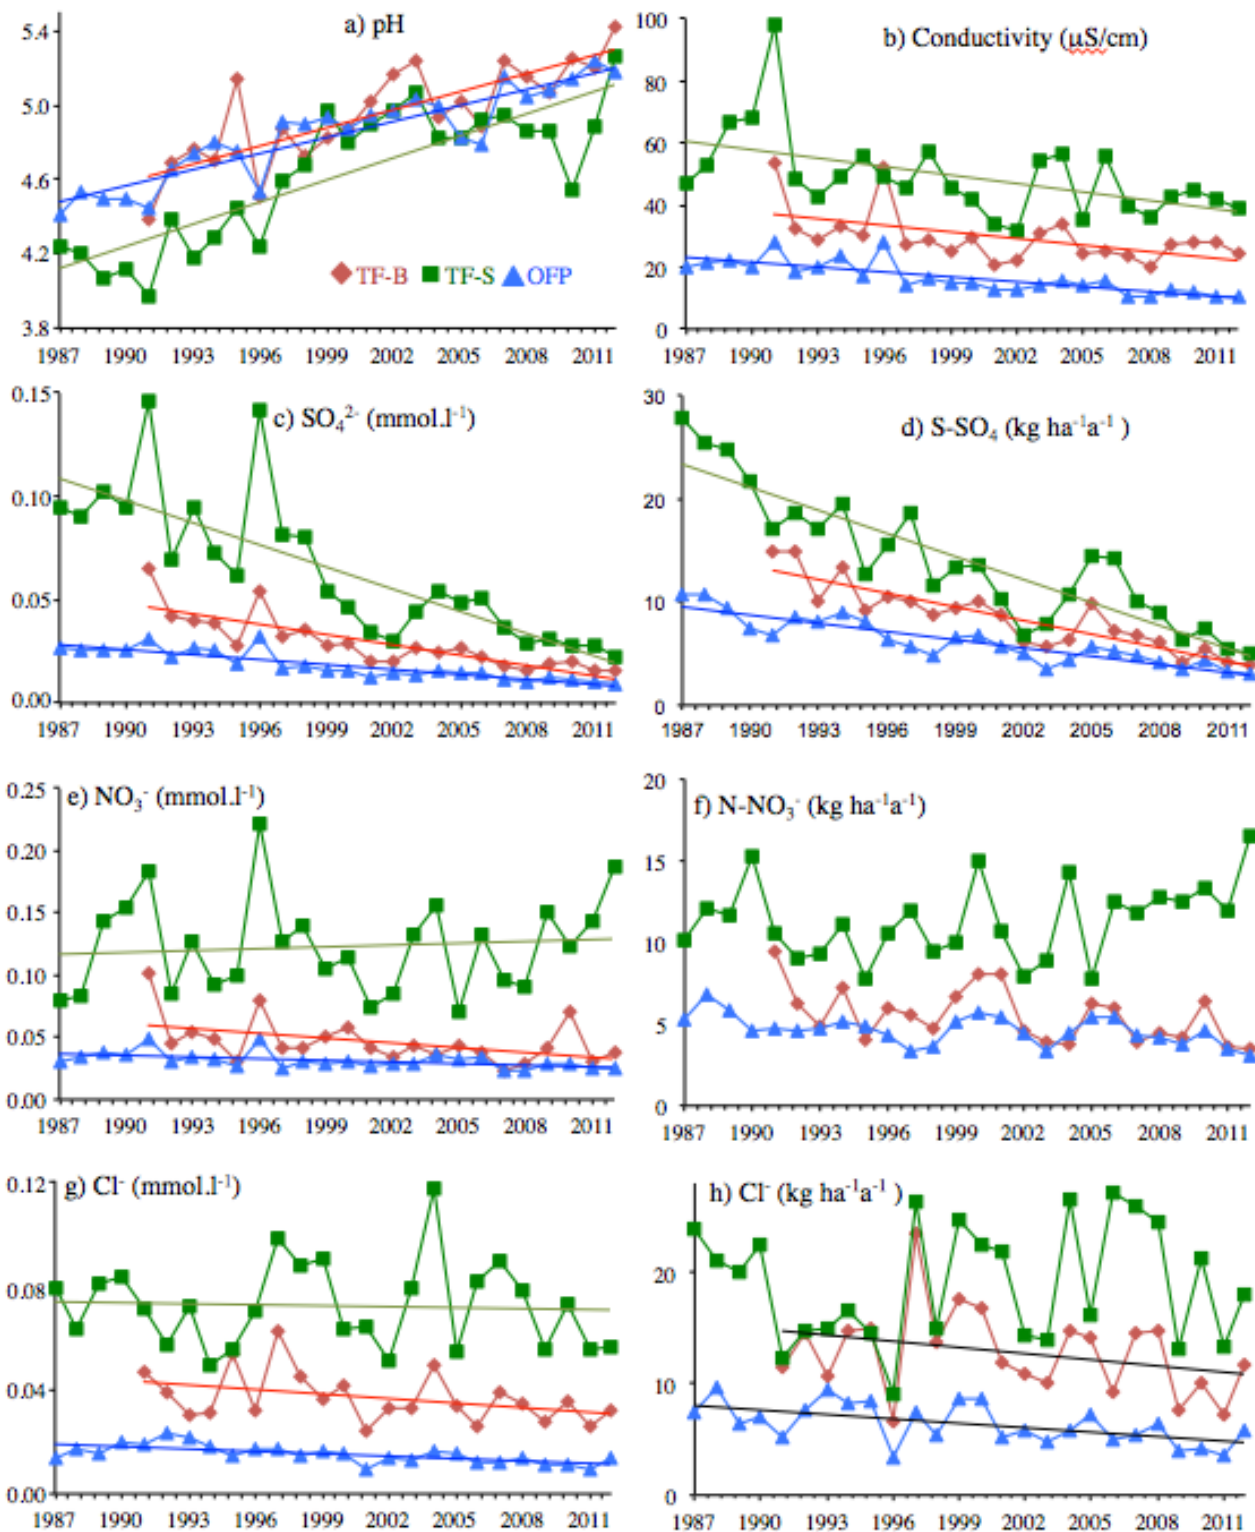 a) pH
5.4
5.0
4.6
4.2
3.8
TF-B TF-S OFP
1987 1990 1993 1996 1999 2002 2005 2008 2011
b) Conductivity (μS/cm)
100
80
60
40
20
0
1987 1990 1993 1996 1999 2002 2005 2008 2011
c) SO₄²⁻ (mmol.l⁻¹)
0.15
0.10
0.05
0.00
1987 1990 1993 1996 1999 2002 2005 2008 2011
d) S-SO₄ (kg ha⁻¹a⁻¹ )
30
20
10
0
1987 1990 1993 1996 1999 2002 2005 2008 2011
e) NO₃⁻ (mmol.l⁻¹)
0.25
0.20
0.15
0.10
0.05
0.00
1987 1990 1993 1996 1999 2002 2005 2008 2011
f) N-NO₃⁻ (kg ha⁻¹a⁻¹)
20
15
10
5
0
1987 1990 1993 1996 1999 2002 2005 2008 2011
g) Cl⁻ (mmol.l⁻¹)
0.12
0.08
0.04
0.00
1987 1990 1993 1996 1999 2002 2005 2008 2011
h) Cl⁻ (kg ha⁻¹a⁻¹ )
20
10
0
1987 1990 1993 1996 1999 2002 2005 2008 2011